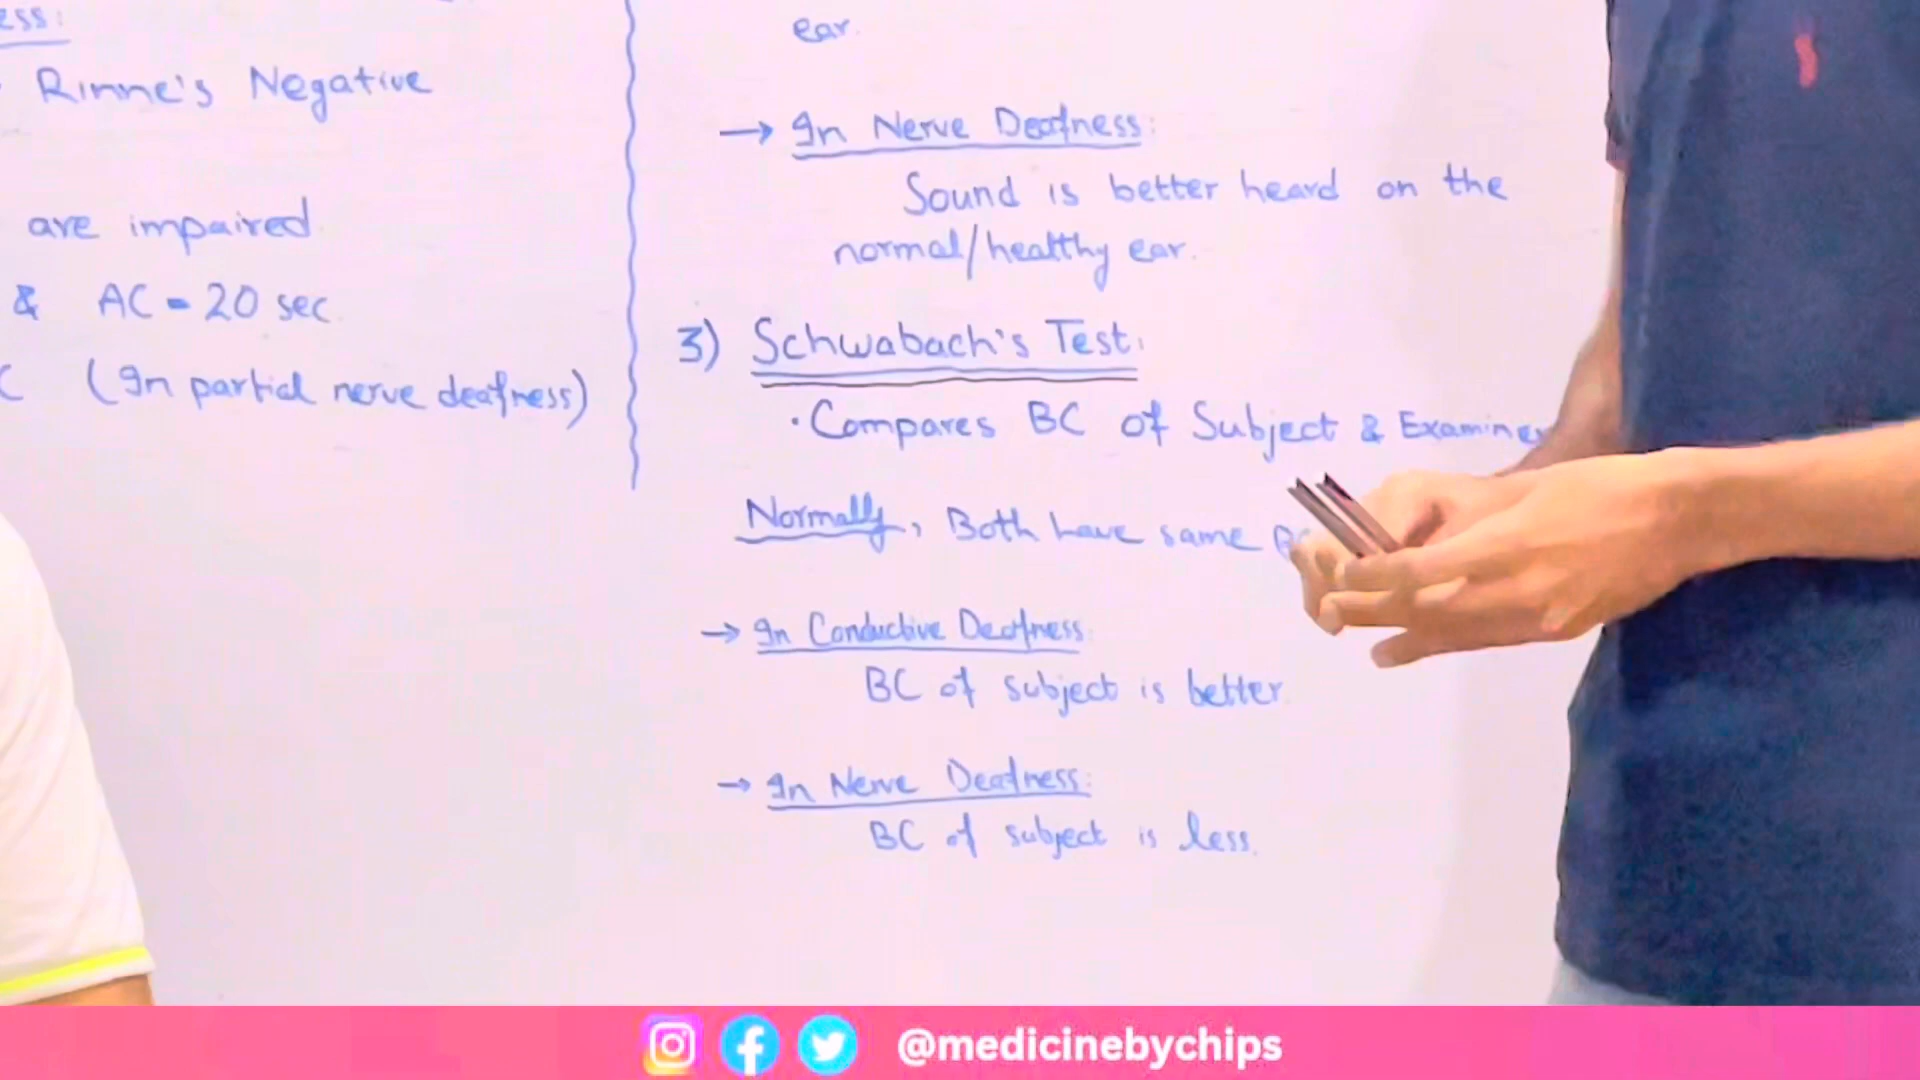 ess:
Rinne's Negative
are impaired
& AC = 20 sec
C (In partial nerve deafness)
ear.
→ In Nerve Deafness:
Sound is better heard on the
normal/healthy ear.
3) Schwabach's Test:
• Compares BC of Subject & Examiner
Normally, Both have same BC
→ In Conductive Deafness:
BC of subject is better.
→ In Nerve Deafness:
BC of subject is less.
@medicinebychips